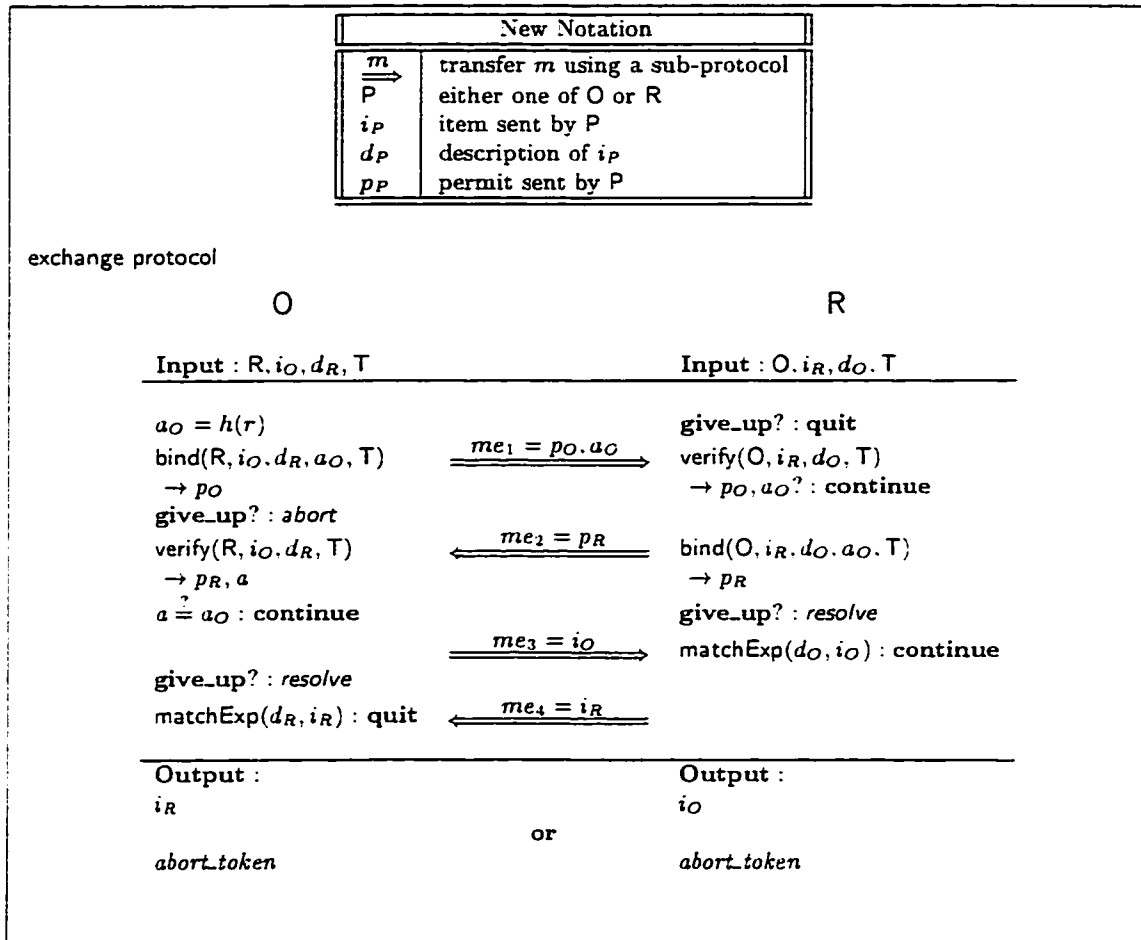 New Notation
m ⟹ transfer m using a sub-protocol
P either one of O or R
i_P item sent by P
d_P description of i_P
p_P permit sent by P
exchange protocol
O R
Input : R, i_O, d_R, T Input : O. i_R, d_O. T
a_O = h(r) give_up? : quit
bind(R, i_O. d_R, a_O, T) me_1 = p_O. a_O verify(O, i_R, d_O, T)
→ p_O → p_O, a_O? : continue
give_up? : abort
verify(R, i_O. d_R, T) me_2 = p_R bind(O, i_R. d_O. a_O. T)
→ p_R, a → p_R
a ≟ a_O : continue give_up? : resolve
me_3 = i_O matchExp(d_O, i_O) : continue
give_up? : resolve
matchExp(d_R, i_R) : quit me_4 = i_R
Output : Output :
i_R i_O
or
abort_token abort_token